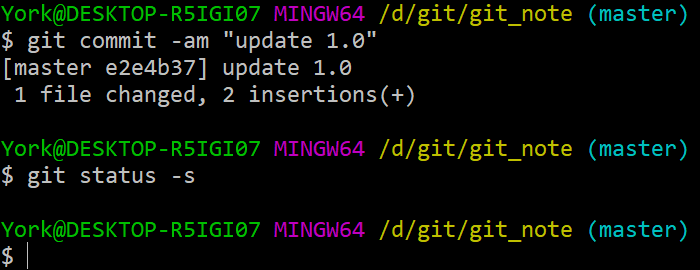 York@DESKTOP-R5IGI07 MINGW64 /d/git/git_note (master)
$ git commit -am "update 1.0"
[master e2e4b37] update 1.0
 1 file changed, 2 insertions(+)
York@DESKTOP-R5IGI07 MINGW64 /d/git/git_note (master)
$ git status -s
York@DESKTOP-R5IGI07 MINGW64 /d/git/git_note (master)
$